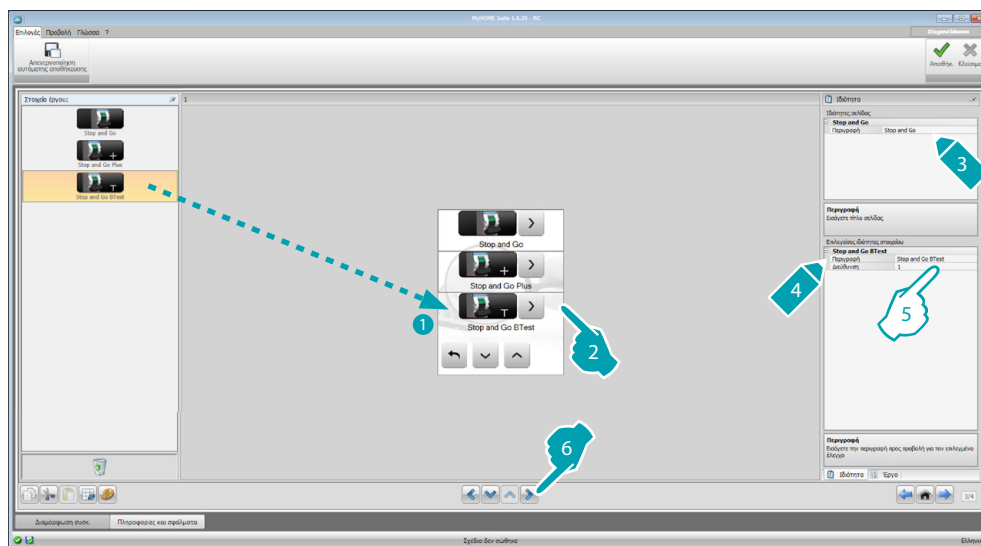 MyHOME Suite 1.0.30 - RC
Επιλογές Προβολή Γλώσσα ?
Απενεργοποίηση
αυτόματης αποθήκευσης
Αποθήκ. Κλείσιμο
Στοιχεία έργου:
1
Stop and Go
Stop and Go Plus
Stop and Go BTest
Stop and Go
Stop and Go Plus
Stop and Go BTest
1
2
3
4
5
6
Ιδιότητα
Ιδιότητες σελίδας
Stop and Go
Περιγραφή Stop and Go
Περιγραφή
Εισάγετε τίτλο σελίδας
Επιλεγείσες ιδιότητες στοιχείου
Stop and Go BTest
Περιγραφή Stop and Go BTest
Διεύθυνση 1
Περιγραφή
Εισάγετε την περιγραφή προς προβολή για τον επιλεγμένο
έλεγχο
Ιδιότητα Έργο
3/4
Διαμόρφωση συσκ. Πληροφορίες και σφάλματα
Σχέδιο δεν σώθηκε